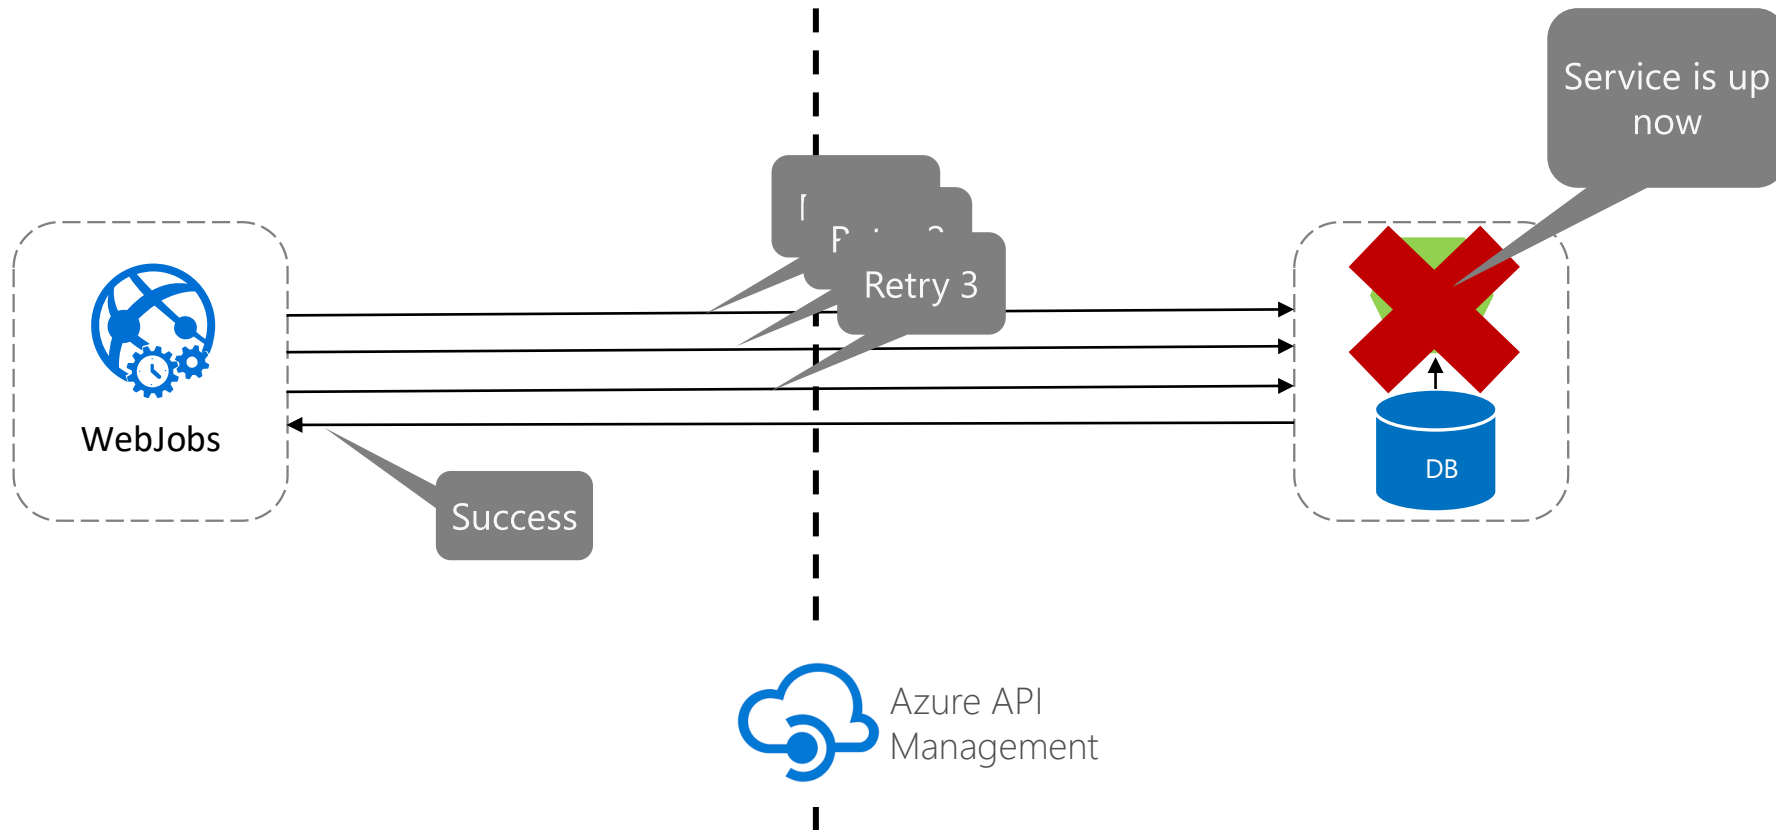 Service is up
now
Retry 3
WebJobs
DB
Success
Azure API
Management